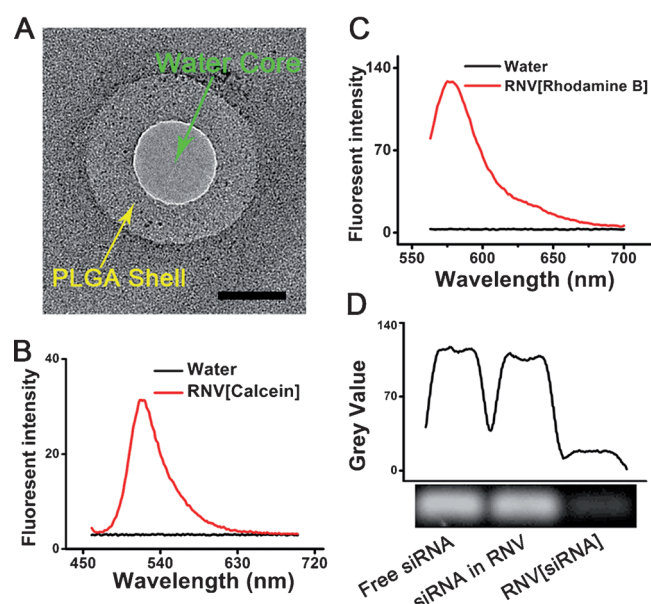 A
Water Core
PLGA Shell
B
Fluoresent intensity
40
20
0
Water
RNV[Calcein]
450
540
630
720
Wavelength (nm)
C
Fluoresent intensity
140
70
0
Water
RNV[Rhodamine B]
550
600
650
700
Wavelength (nm)
D
Grey Value
140
70
0
Free siRNA
siRNA in RNV
RNV[siRNA]